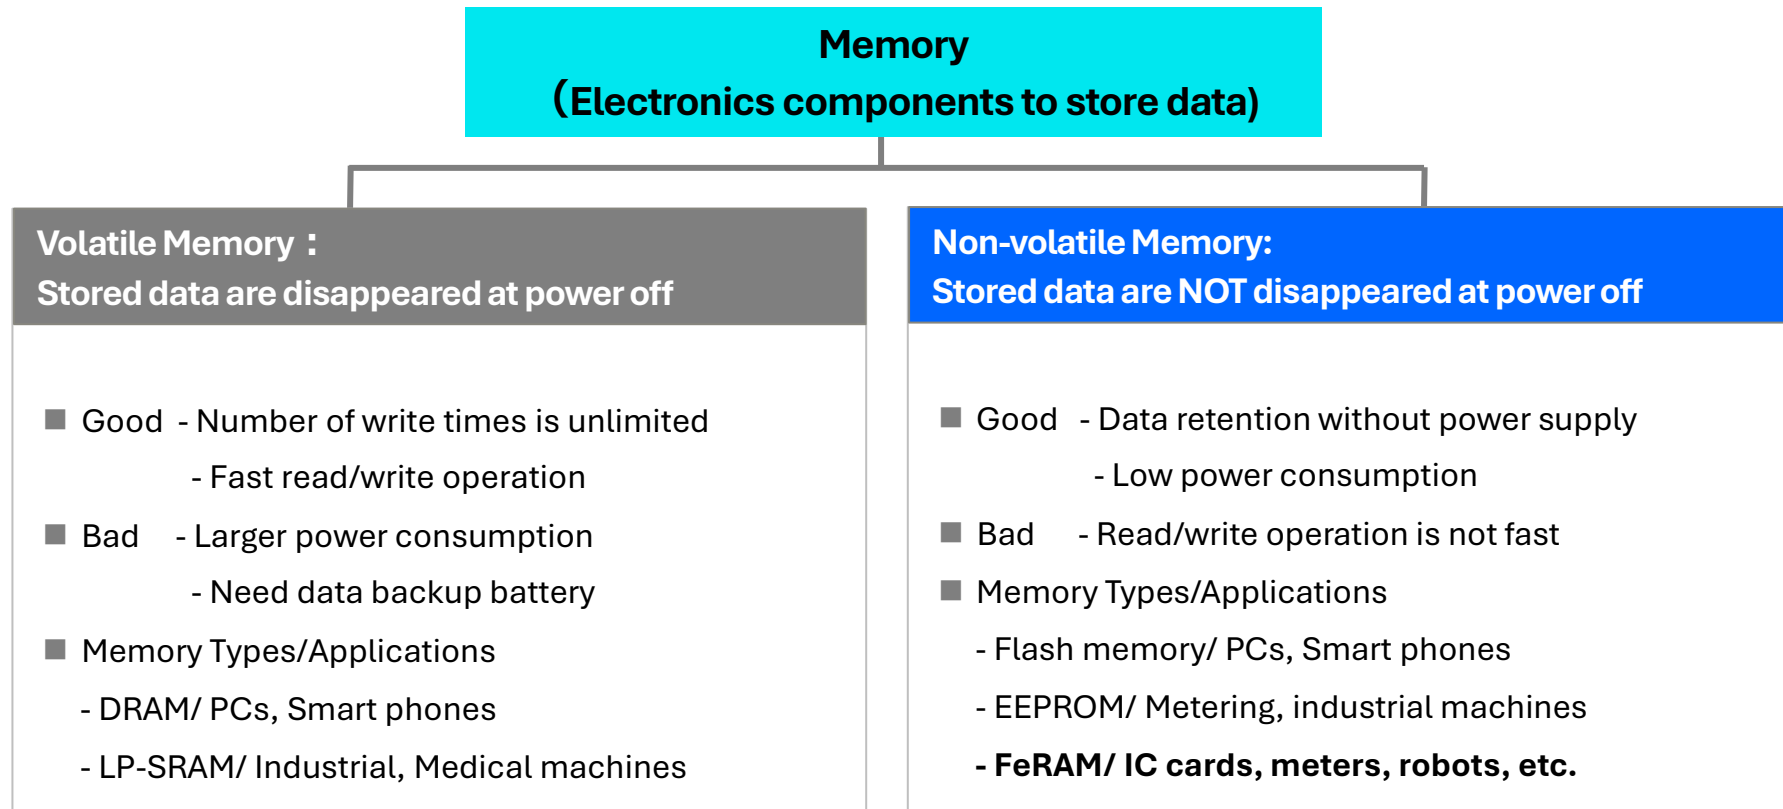 Memory
（Electronics components to store data)
Volatile Memory：
Stored data are disappeared at power off
■ Good - Number of write times is unlimited
- Fast read/write operation
■ Bad - Larger power consumption
- Need data backup battery
■ Memory Types/Applications
- DRAM/ PCs, Smart phones
- LP-SRAM/ Industrial, Medical machines
Non-volatile Memory:
Stored data are NOT disappeared at power off
■ Good - Data retention without power supply
- Low power consumption
■ Bad - Read/write operation is not fast
■ Memory Types/Applications
- Flash memory/ PCs, Smart phones
- EEPROM/ Metering, industrial machines
- FeRAM/ IC cards, meters, robots, etc.